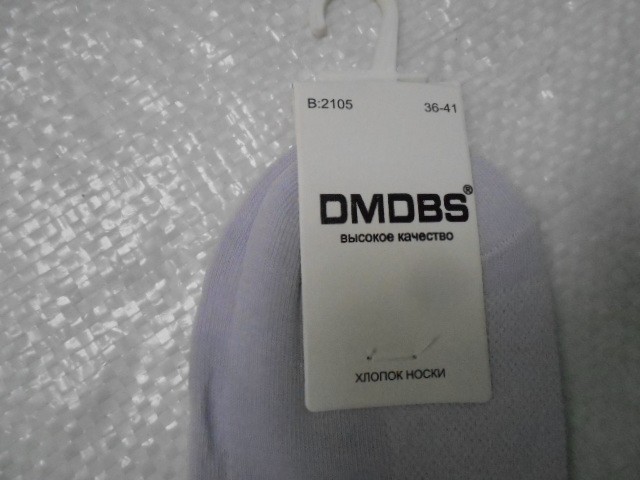 B:2105 36-41
DMDBS®
высокое качество
ХЛОПОК НОСКИ